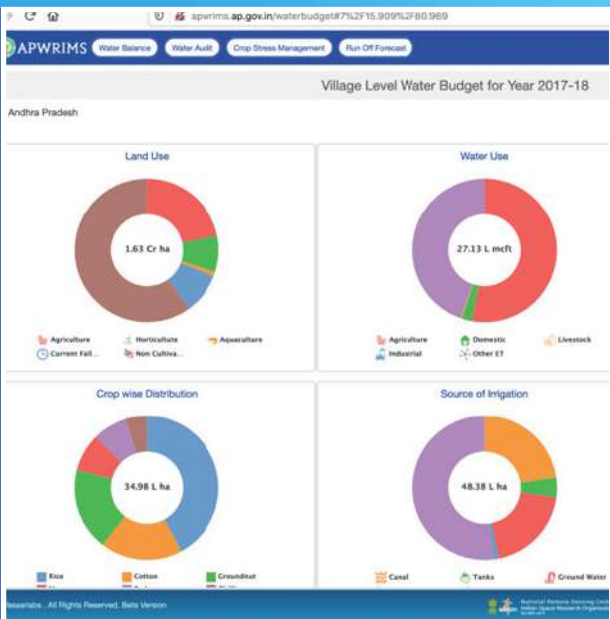 apwrims.ap.gov.in/waterbudget#7%2F15.909%2F80.969
APWRIMS Water Balance Water Audit Crop Stress Management Run Off Forecast
Village Level Water Budget for Year 2017-18
Andhra Pradesh
Land Use
1.63 Cr ha
Agriculture Horticulture Aquaculture
Current Fall... Non Cultiva...
Water Use
27.13 L mcft
Agriculture Domestic Livestock
Industrial Other ET
Crop wise Distribution
34.98 L ha
Rice Cotton Groundnut
Source of Irrigation
48.38 L ha
Canal Tanks Ground Water
All Rights Reserved. Beta Version
National Remote Sensing
Indian Space Research